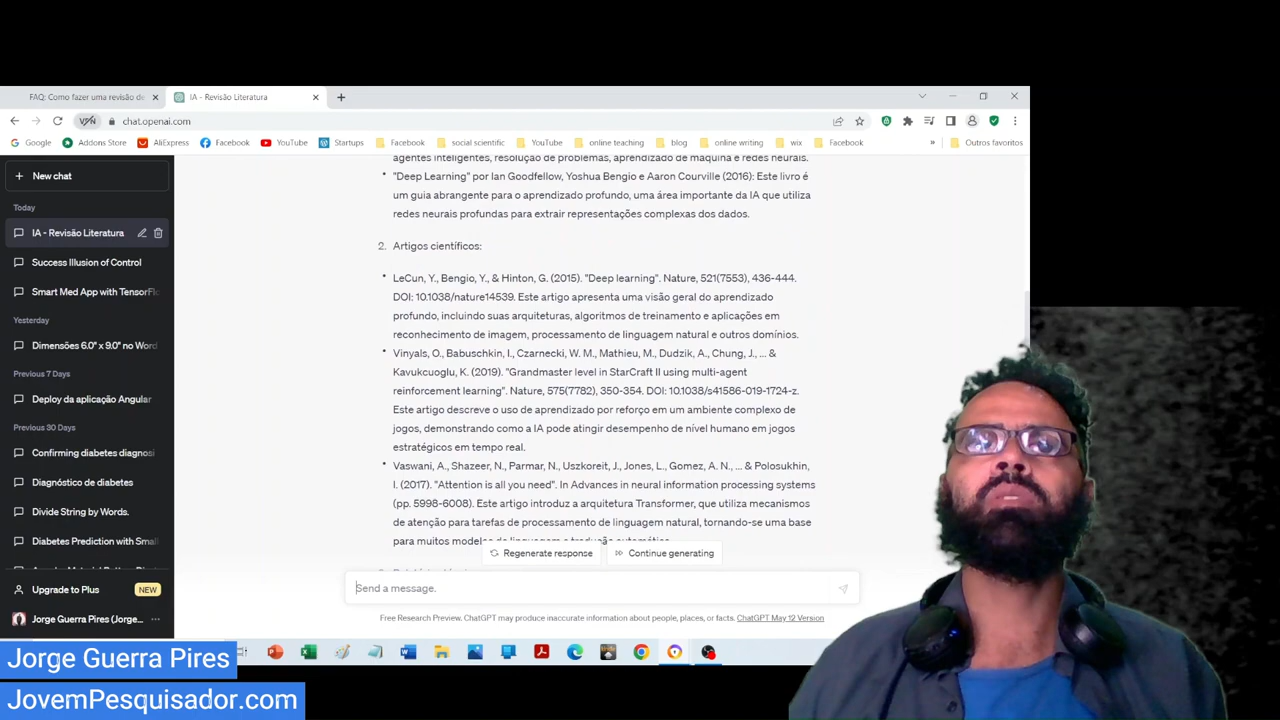 FAQ: Como fazer uma revisão de
IA - Revisão Literatura
VPN
chat.openai.com
Google
Addons Store
AliExpress
Facebook
YouTube
Startups
Facebook
social scientific
YouTube
online teaching
blog
online writing
wix
Facebook
»
Outros favoritos
New chat
Today
IA - Revisão Literatura
Success Illusion of Control
Smart Med App with TensorFl
Yesterday
Dimensões 6.0" x 9.0" no Word
Previous 7 Days
Deploy da aplicação Angular
Previous 30 Days
Confirming diabetes diagnosi
Diagnóstico de diabetes
Divide String by Words.
Diabetes Prediction with Smal
Upgrade to Plus
NEW
Jorge Guerra Pires (Jorge...
agentes inteligentes, resolução de problemas, aprendizado de máquina e redes neurais.
• "Deep Learning" por Ian Goodfellow, Yoshua Bengio e Aaron Courville (2016): Este livro é
um guia abrangente para o aprendizado profundo, uma área importante da IA que utiliza
redes neurais profundas para extrair representações complexas dos dados.
2. Artigos científicos:
• LeCun, Y., Bengio, Y., & Hinton, G. (2015). "Deep learning". Nature, 521(7553), 436-444.
DOI: 10.1038/nature14539. Este artigo apresenta uma visão geral do aprendizado
profundo, incluindo suas arquiteturas, algoritmos de treinamento e aplicações em
reconhecimento de imagem, processamento de linguagem natural e outros domínios.
• Vinyals, O., Babuschkin, I., Czarnecki, W. M., Mathieu, M., Dudzik, A., Chung, J., ... &
Kavukcuoglu, K. (2019). "Grandmaster level in StarCraft II using multi-agent
reinforcement learning". Nature, 575(7782), 350-354. DOI: 10.1038/s41586-019-1724-z.
Este artigo descreve o uso de aprendizado por reforço em um ambiente complexo de
jogos, demonstrando como a IA pode atingir desempenho de nível humano em jogos
estratégicos em tempo real.
• Vaswani, A., Shazeer, N., Parmar, N., Uszkoreit, J., Jones, L., Gomez, A. N., ... & Polosukhin,
I. (2017). "Attention is all you need". In Advances in neural information processing systems
(pp. 5998-6008). Este artigo introduz a arquitetura Transformer, que utiliza mecanismos
de atenção para tarefas de processamento de linguagem natural, tornando-se uma base
para muitos modelos de linguagem e tradução automática.
Regenerate response
Continue generating
Send a message.
Free Research Preview. ChatGPT may produce inaccurate information about people, places, or facts. ChatGPT May 12 Version
Jorge Guerra Pires
JovemPesquisador.com